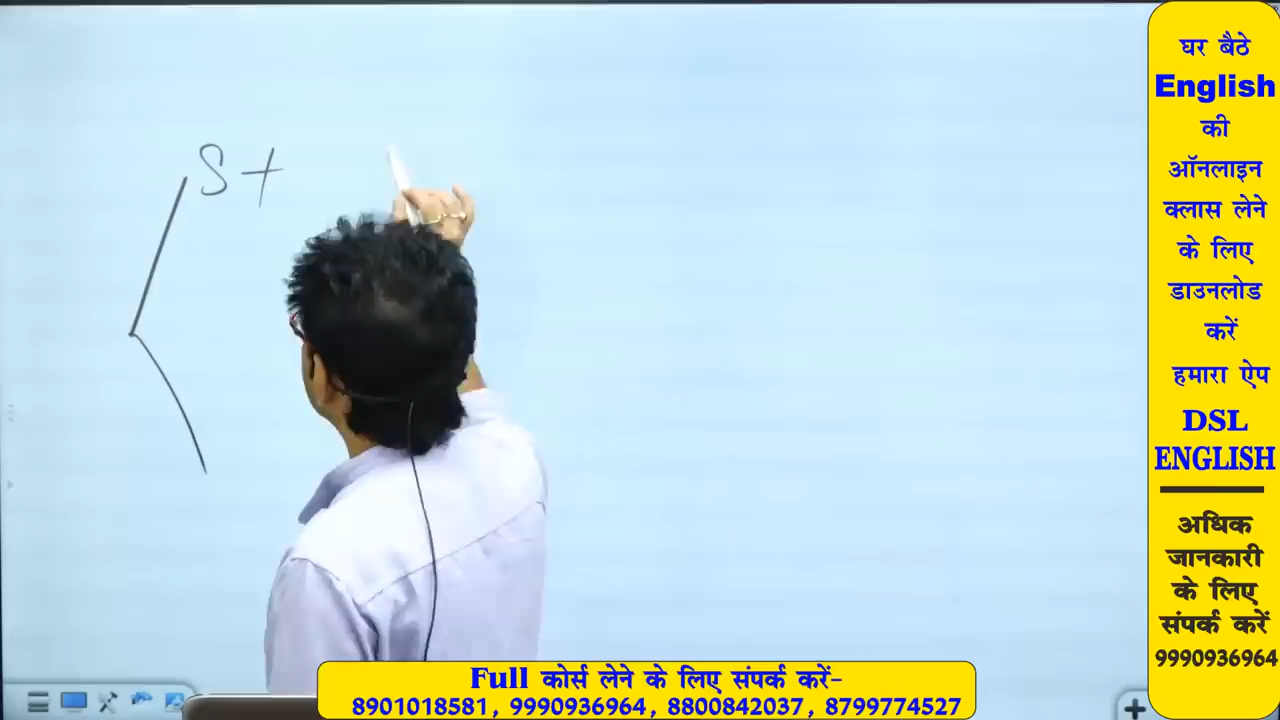 S +
घर बैठे
English
की
ऑनलाइन
क्लास लेने
के लिए
डाउनलोड
करें
हमारा ऐप
DSL
ENGLISH
अधिक
जानकारी
के लिए
संपर्क करें
9990936964
Full कोर्स लेने के लिए संपर्क करें-
8901018581, 9990936964, 8800842037, 8799774527